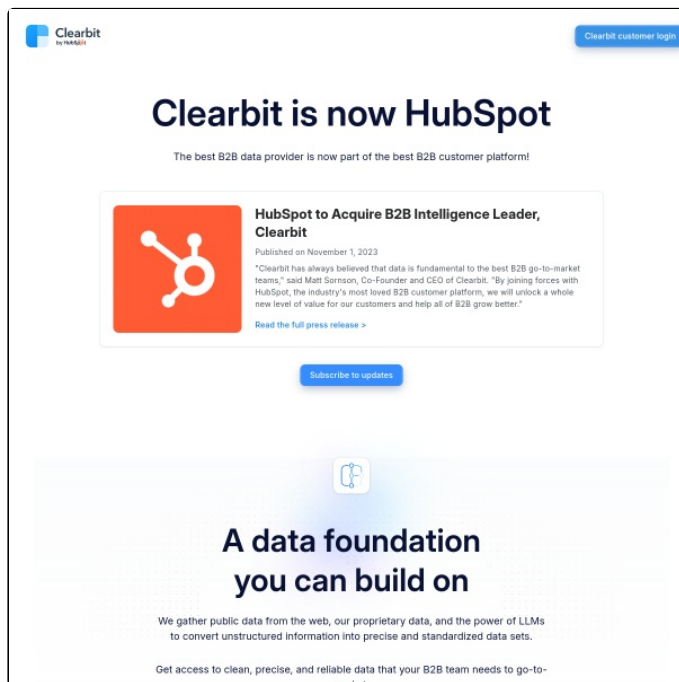 Clearbit
by HubSpot
Clearbit customer login
Clearbit is now HubSpot
The best B2B data provider is now part of the best B2B customer platform!
HubSpot to Acquire B2B Intelligence Leader,
Clearbit
Published on November 1, 2023
"Clearbit has always believed that data is fundamental to the best B2B go-to-market
teams," said Matt Sornson, Co-Founder and CEO of Clearbit. "By joining forces with
HubSpot, the industry's most loved B2B customer platform, we will unlock a whole
new level of value for our customers and help all of B2B grow better."
Read the full press release >
Subscribe to updates
A data foundation
you can build on
We gather public data from the web, our proprietary data, and the power of LLMs
to convert unstructured information into precise and standardized data sets.
Get access to clean, precise, and reliable data that your B2B team needs to go-to-